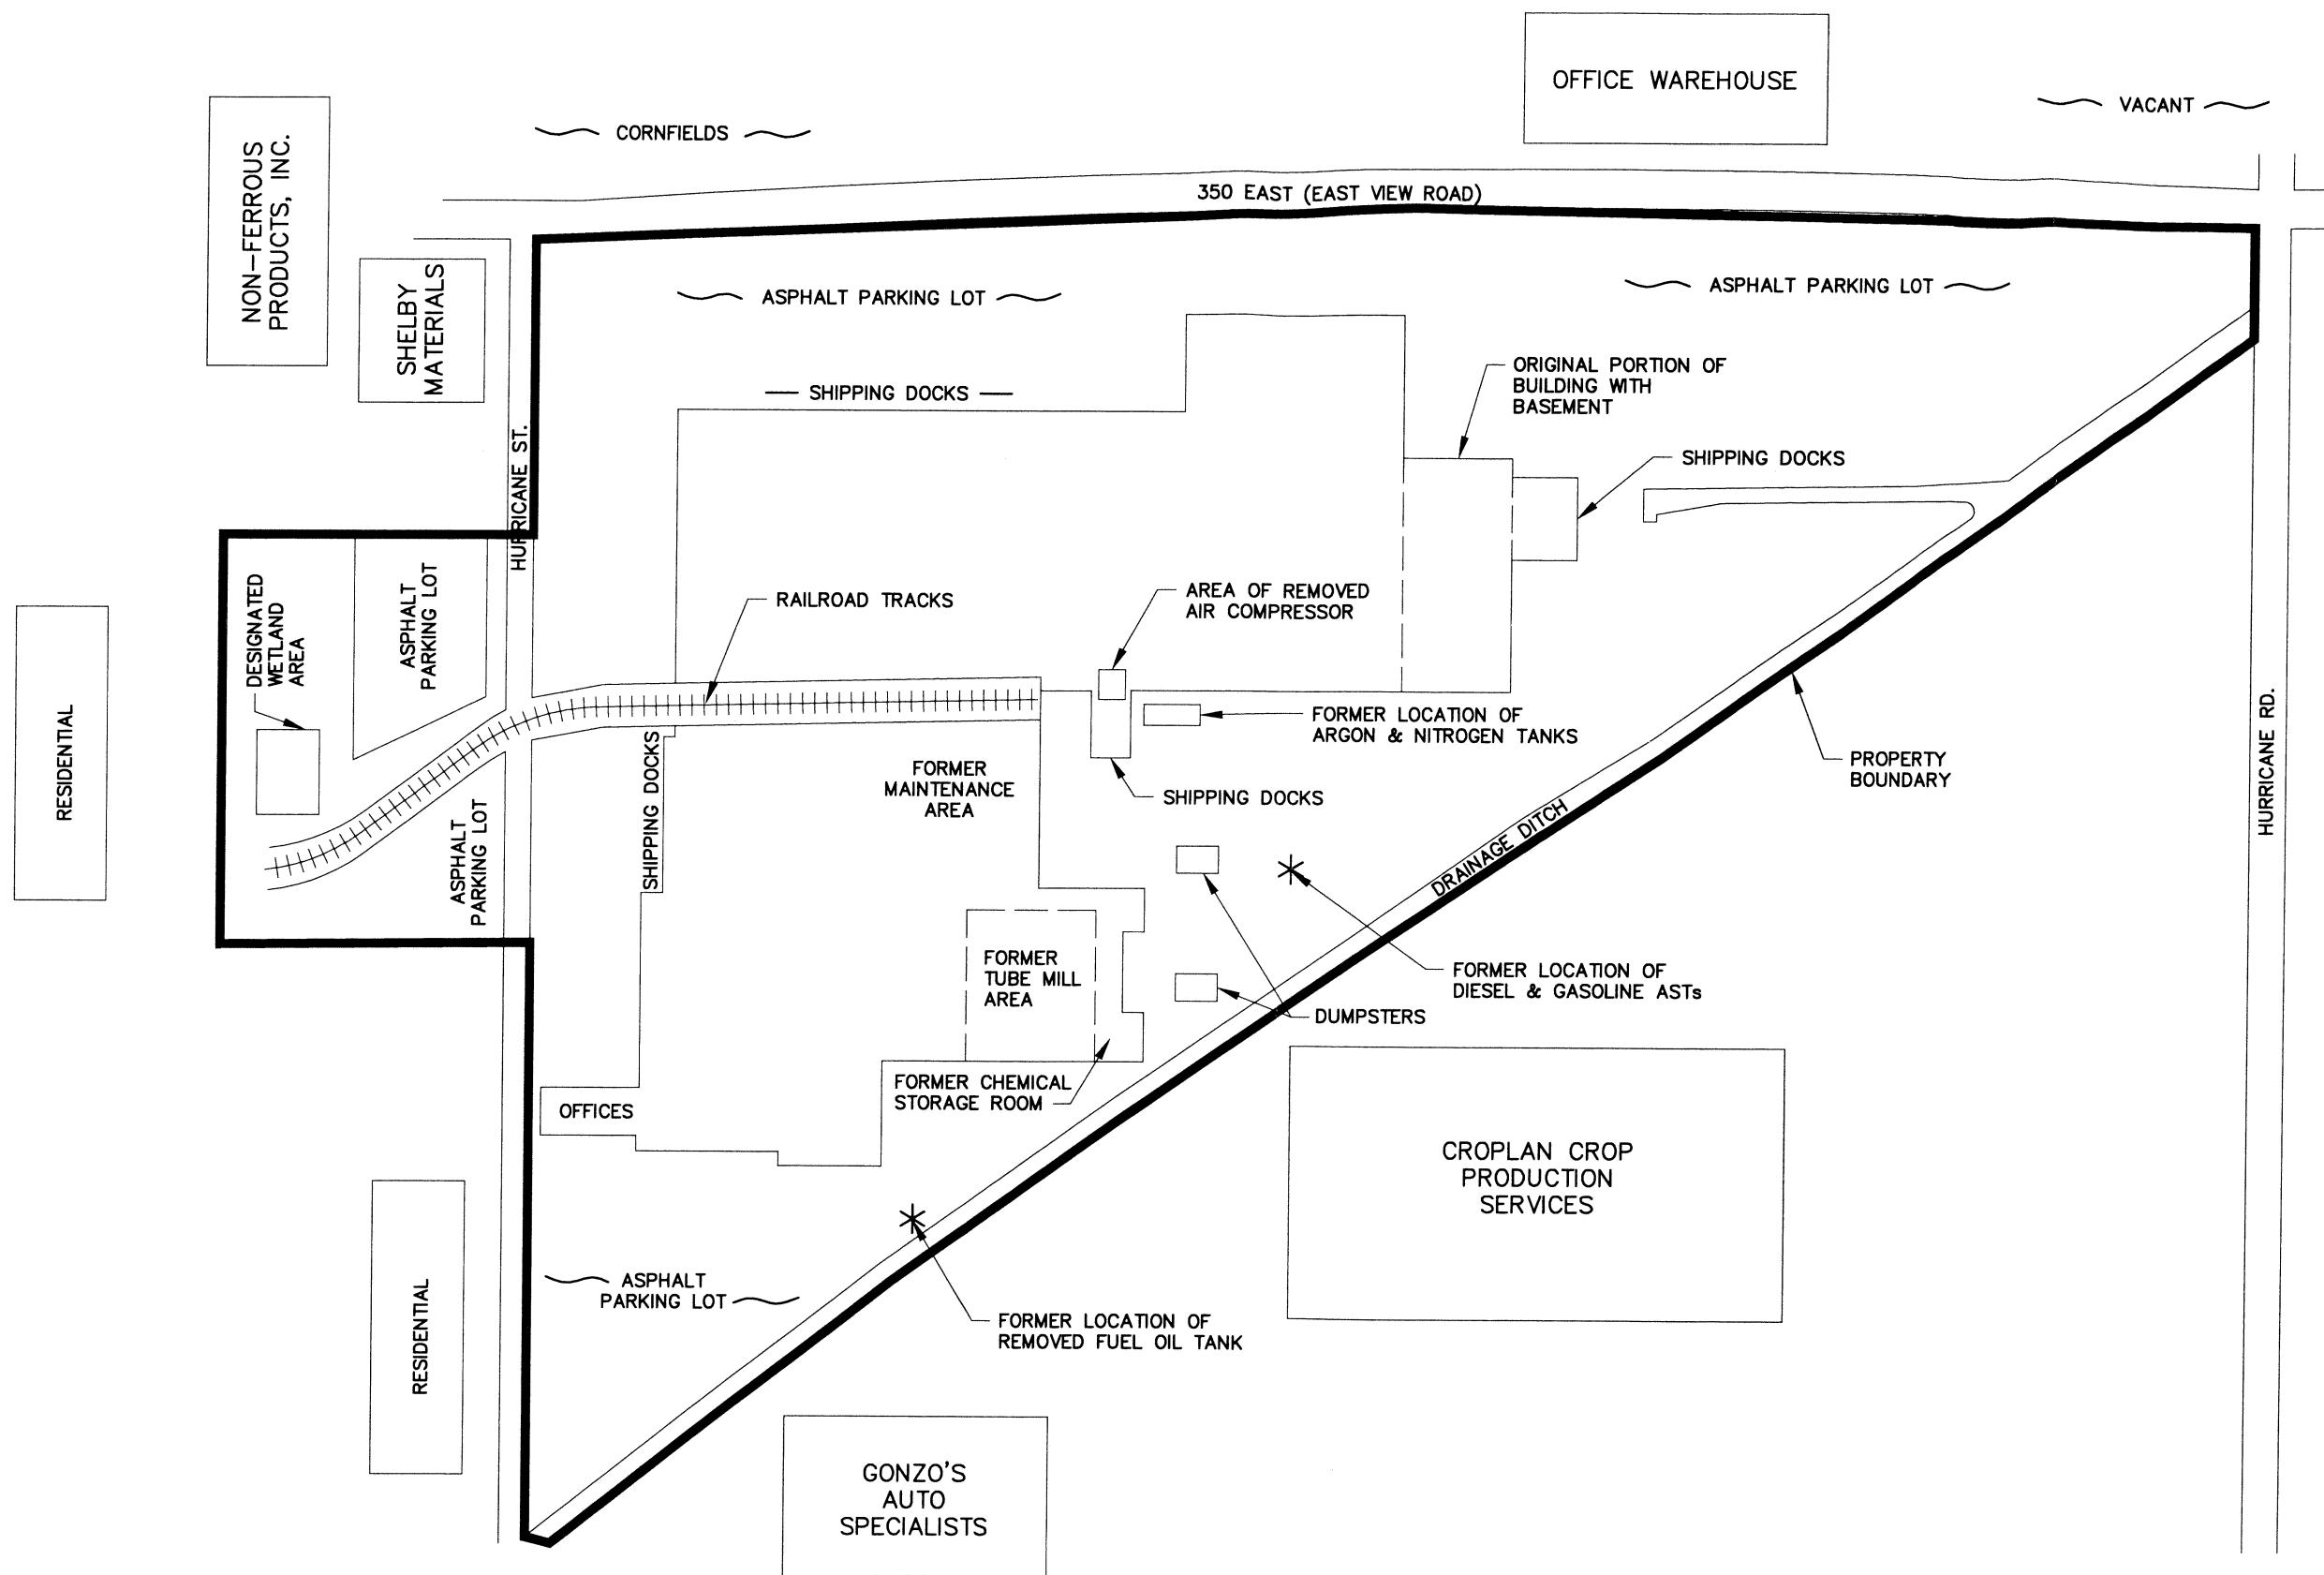 OFFICE WAREHOUSE
VACANT
CORNFIELDS
NON-FERROUS
PRODUCTS, INC.
350 EAST (EAST VIEW ROAD)
SHELBY
MATERIALS
ASPHALT PARKING LOT
ASPHALT PARKING LOT
SHIPPING DOCKS
ORIGINAL PORTION OF
BUILDING WITH
BASEMENT
SHIPPING DOCKS
HURRICANE ST.
DESIGNATED
WETLAND
AREA
ASPHALT
PARKING LOT
RAILROAD TRACKS
AREA OF REMOVED
AIR COMPRESSOR
RESIDENTIAL
FORMER LOCATION OF
ARGON & NITROGEN TANKS
SHIPPING DOCKS
FORMER
MAINTENANCE
AREA
SHIPPING DOCKS
PROPERTY
BOUNDARY
HURRICANE RD.
ASPHALT
PARKING LOT
DRAINAGE DITCH
FORMER
TUBE MILL
AREA
FORMER LOCATION OF
DIESEL & GASOLINE ASTs
DUMPSTERS
FORMER CHEMICAL
STORAGE ROOM
OFFICES
CROPLAN CROP
PRODUCTION
SERVICES
RESIDENTIAL
ASPHALT
PARKING LOT
FORMER LOCATION OF
REMOVED FUEL OIL TANK
GONZO'S
AUTO
SPECIALISTS